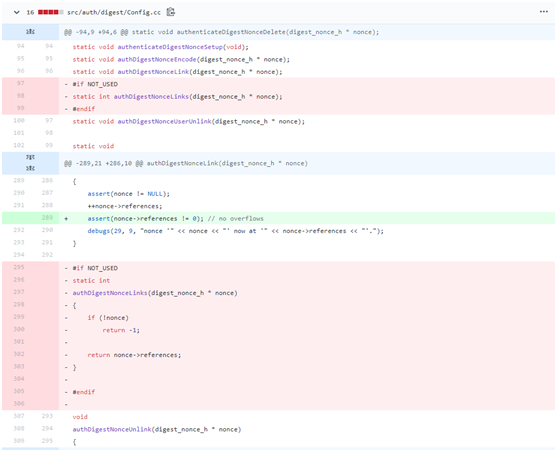 16 src/auth/digest/Config.cc
@@ -94,9 +94,6 @@ static void authenticateDigestNonceDelete(digest_nonce_h * nonce);
94 94 static void authenticateDigestNonceSetup(void);
95 95 static void authDigestNonceEncode(digest_nonce_h * nonce);
96 96 static void authDigestNonceLink(digest_nonce_h * nonce);
97 - #if NOT_USED
98 - static int authDigestNonceLinks(digest_nonce_h * nonce);
99 - #endif
100 97 static void authDigestNonceUserUnlink(digest_nonce_h * nonce);
101 98
102 99 static void
@@ -289,21 +286,10 @@ authDigestNonceLink(digest_nonce_h * nonce)
289 286 {
290 287 assert(nonce != NULL);
291 288 ++nonce->references;
289 + assert(nonce->references != 0); // no overflows
292 290 debugs(29, 9, "nonce '" << nonce << "' now at '" << nonce->references << "'.");
293 291 }
294 292
295 - #if NOT_USED
296 - static int
297 - authDigestNonceLinks(digest_nonce_h * nonce)
298 - {
299 - if (!nonce)
300 - return -1;
301 -
302 - return nonce->references;
303 - }
304 -
305 - #endif
306 -
307 293 void
308 294 authDigestNonceUnlink(digest_nonce_h * nonce)
309 295 {